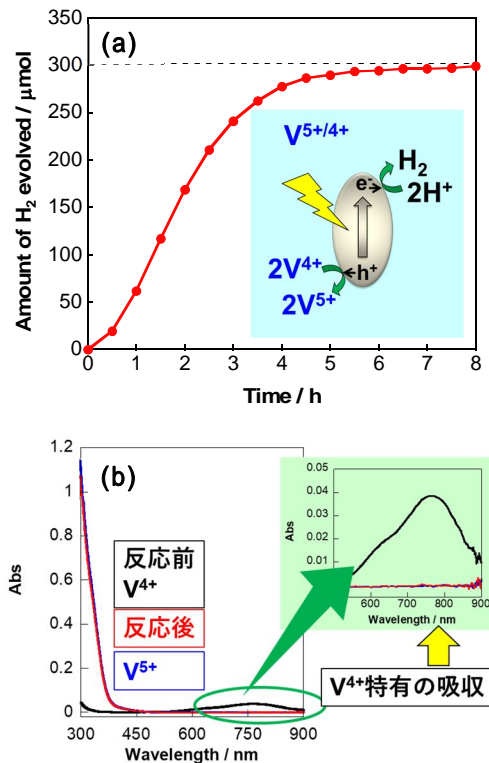 (a)
350
300
250
200
150
100
50
0
Amount of H₂ evolved / μmol
V⁵⁺/⁴⁺
H₂
e⁻
2H⁺
2V⁴⁺
h⁺
2V⁵⁺
0 1 2 3 4 5 6 7 8
Time / h
(b)
1.2
1
0.8
0.6
0.4
0.2
0
Abs
反応前
V⁴⁺
反応後
V⁵⁺
300 450 600 750 900
Wavelength / nm
0.05
0.04
0.03
0.02
0.01
Abs
600 700 800 900
Wavelength / nm
V⁴⁺特有の吸収